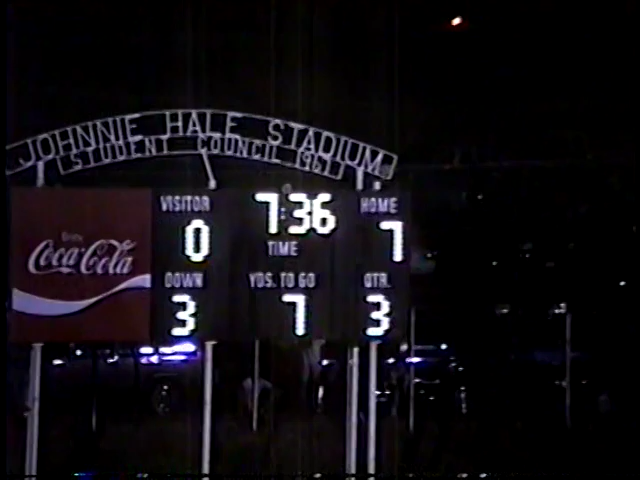 JOHNNIE HALE STADIUM
STUDENT COUNCIL 1961
VISITOR 7:36 HOME
0 TIME 7
Drink
Coca-Cola
DOWN YDS. TO GO QTR.
3 7 3